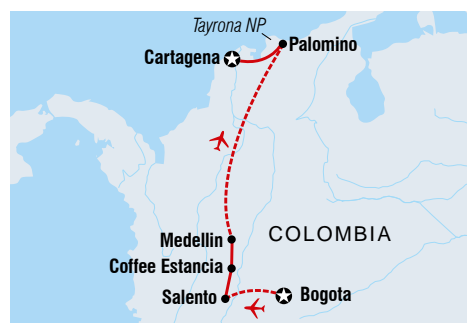 Tayrona NP
Palomino
Cartagena
Medellin
COLOMBIA
Coffee Estancia
Salento
Bogota